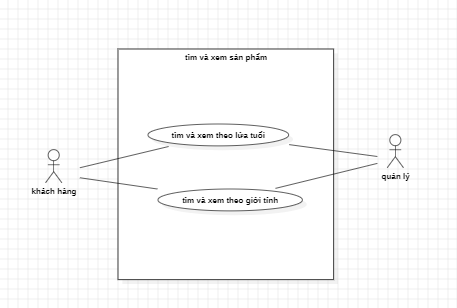 tìm và xem sản phẩm
tìm và xem theo lứa tuổi
quản lý
khách hàng
tìm và xem theo giới tính